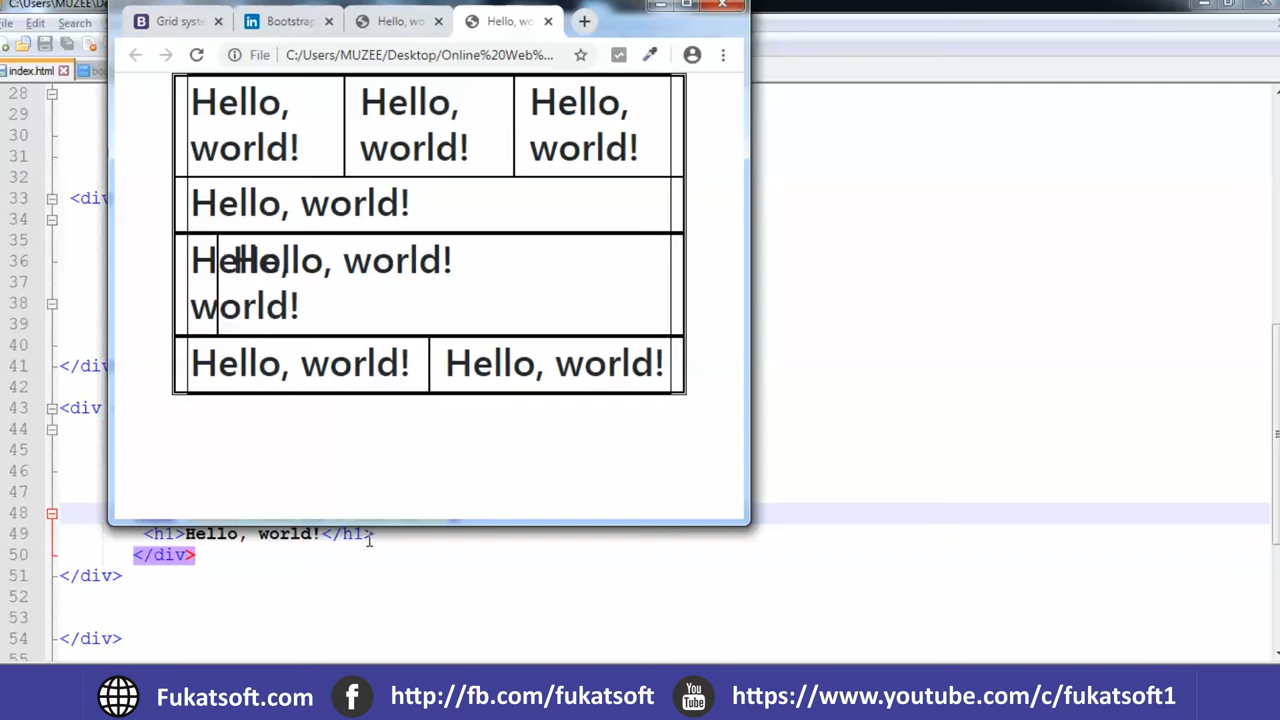 C:\Users\MUZEE\Desktop\
File Edit Search
index.html
Grid syste
Bootstrap
Hello, wo
Hello, wo
File C:/Users/MUZEE/Desktop/Online%20Web%...
Hello, Hello, Hello,
world! world! world!
Hello, world!
Hello, Hello, world!
world!
Hello, world! Hello, world!
28
29
30
31
32
33 <div
34
35
36
37
38
39
40
41 </div
42
43 <div
44
45
46
47
48
49 <h1>Hello, world!</h1>
50 </div>
51 </div>
52
53
54 </div>
55
Fukatsoft.com http://fb.com/fukatsoft You Tube https://www.youtube.com/c/fukatsoft1